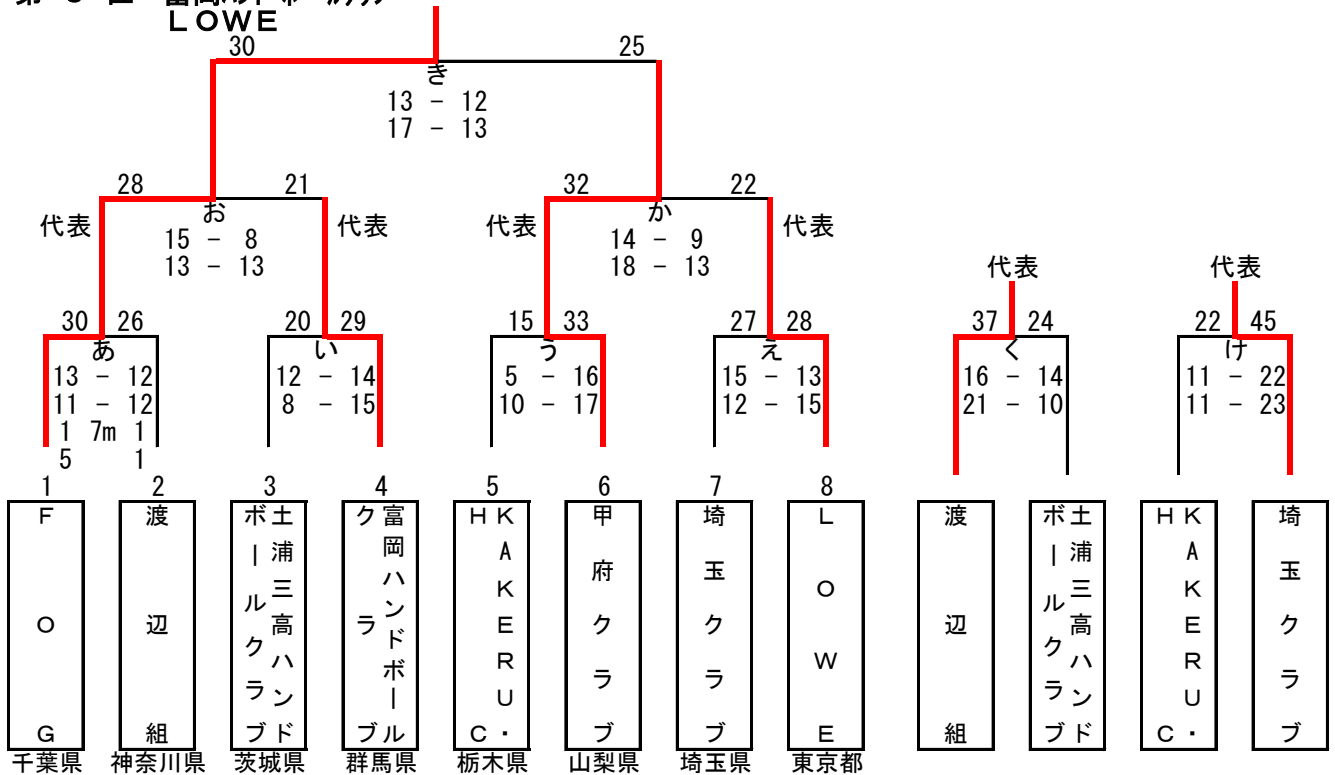 第 富岡
LOWE
30 25
き
13 - 12
17 - 13
28 21 32 22
代表 お 代表 か 代表
15 - 8 14 - 9
13 - 13 18 - 13
代表 代表
30 26 20 29 15 33 27 28 37 24 22 45
あ い う え く け
13 - 12 12 - 14 5 - 16 15 - 13 16 - 14 11 - 22
11 - 12 8 - 15 10 - 17 12 - 15 21 - 10 11 - 23
1 7m 1
5 1
1 2 3 4 5 6 7 8
FOG
渡辺組
土浦三高ハンド
ボールクラブ
富岡ハンドボール
クラブ
KAKERU・
HC
甲府クラブ
埼玉クラブ
LOWE
渡辺組
土浦三高ハンド
ボールクラブ
KAKERU・
HC
埼玉クラブ
千葉県 神奈川県 茨城県 群馬県 栃木県 山梨県 埼玉県 東京都